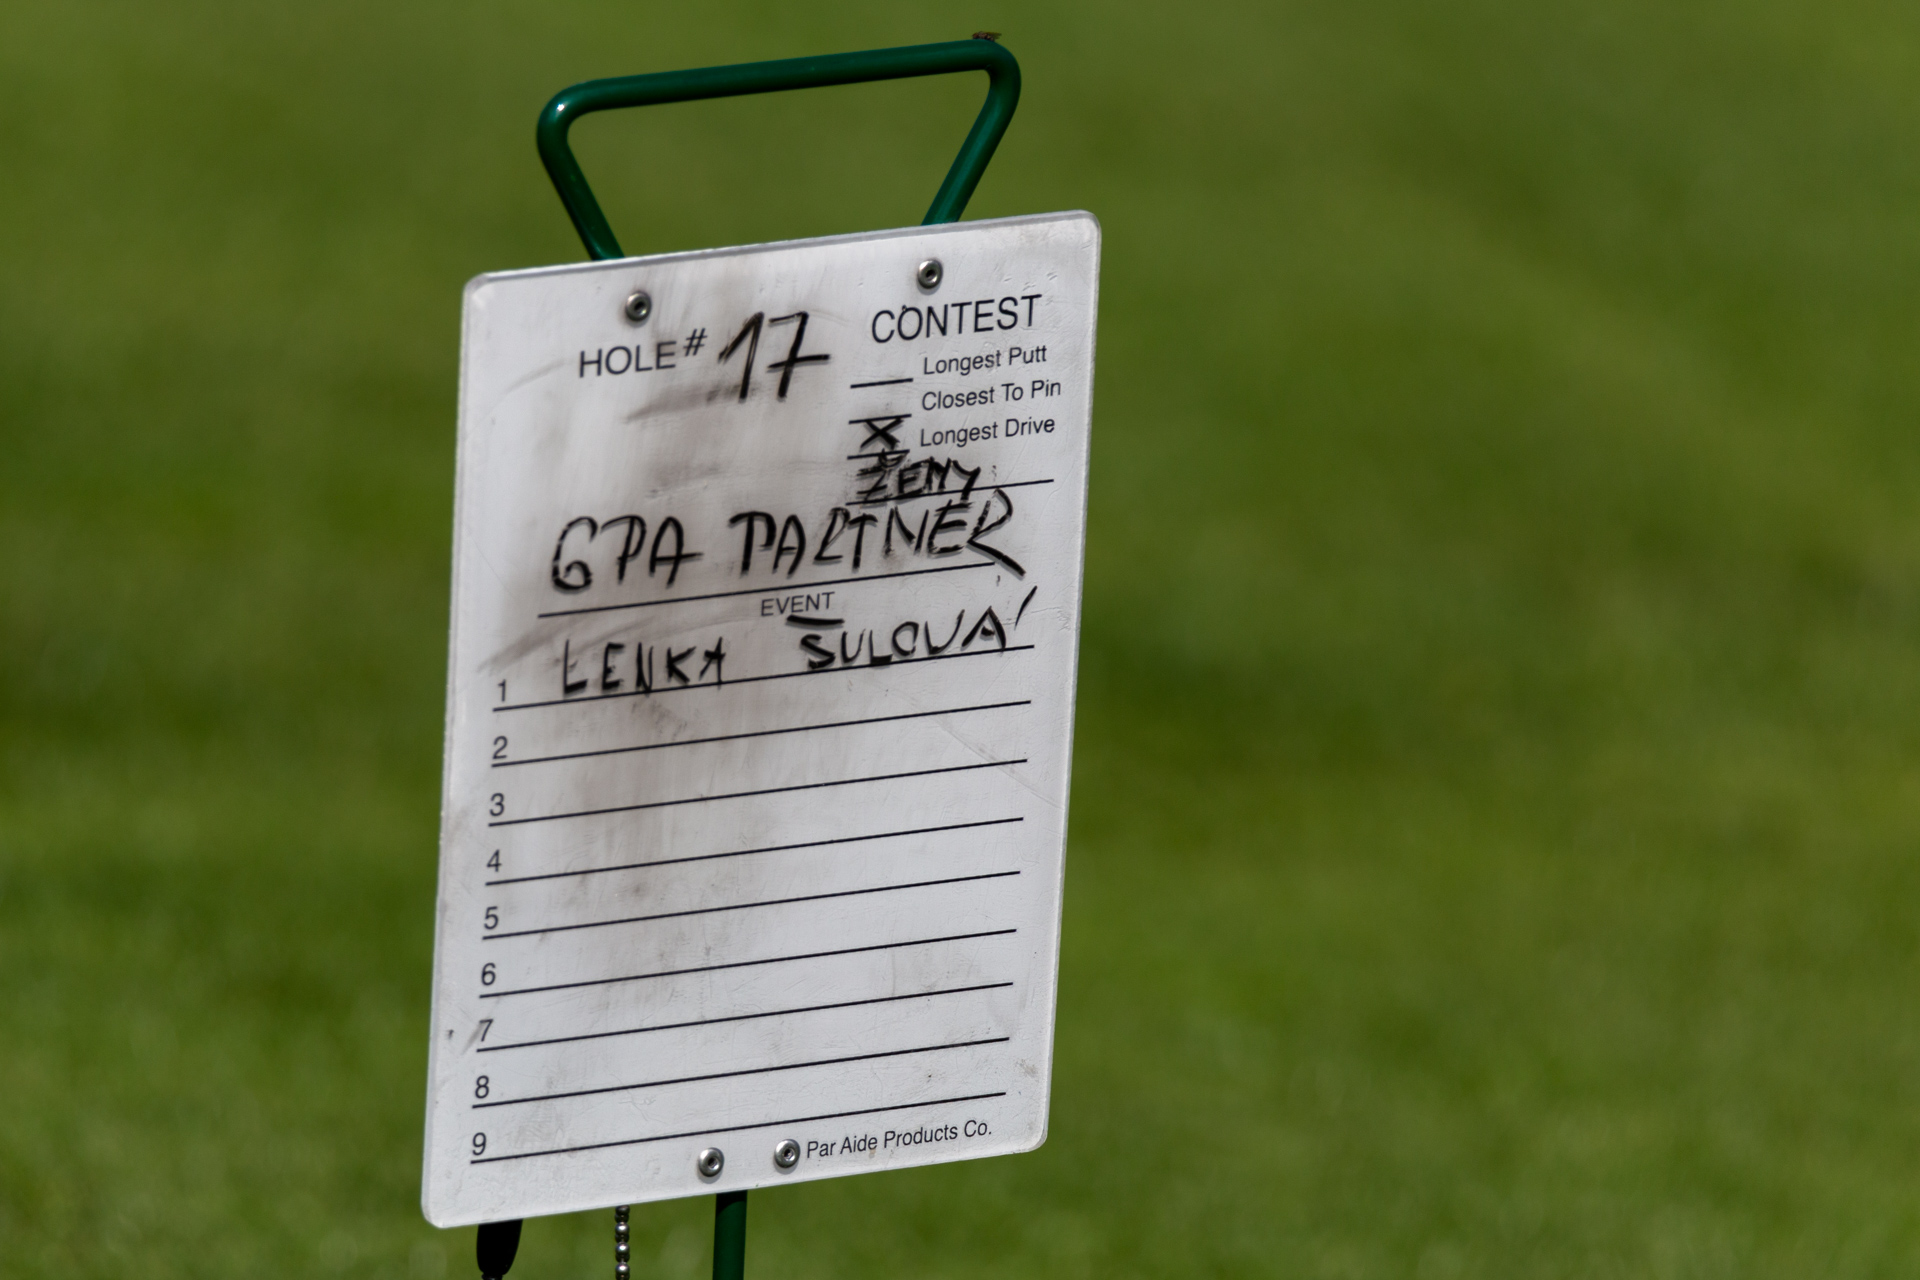 HOLE # 17
CONTEST
Longest Putt
Closest To Pin
X Longest Drive
ŽENY
GPA PARTNER
EVENT
1 LENKA ŠULOVÁ
2
3
4
5
6
7
8
9
Par Aide Products Co.